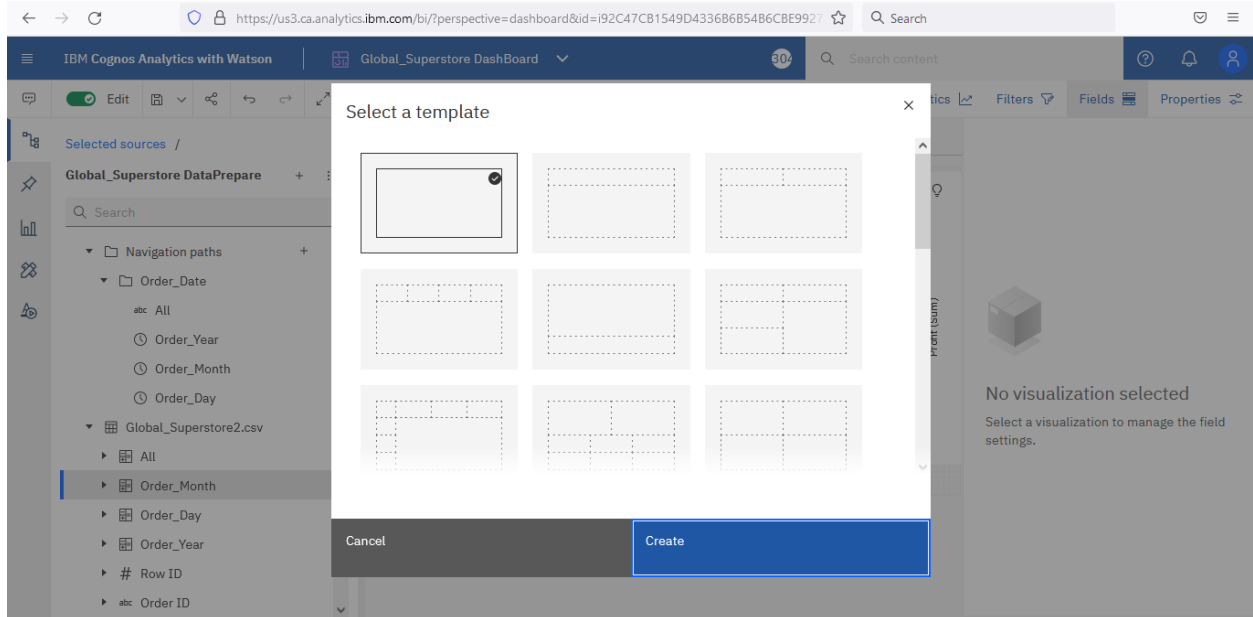 https://us3.ca.analytics.ibm.com/bi/?perspective=dashboard&id=i92C47CB1549D4336B6B54B6CBE9927
Search
IBM Cognos Analytics with Watson
Global_Superstore DashBoard
304
Search content
Edit
tics
Filters
Fields
Properties
Select a template
Selected sources /
Global_Superstore DataPrepare
Search
Navigation paths
Order_Date
abc All
Order_Year
Order_Month
Order_Day
Global_Superstore2.csv
All
Order_Month
Order_Day
Order_Year
# Row ID
abc Order ID
Profit (Sum)
No visualization selected
Select a visualization to manage the field
settings.
Cancel
Create